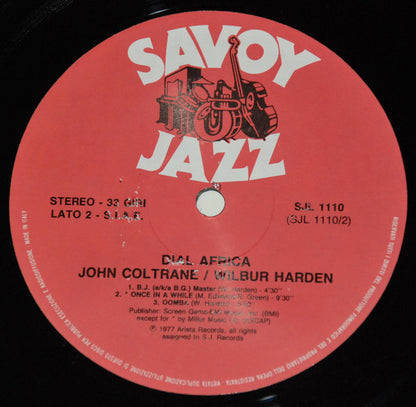 SAVOY
JAZZ
STEREO - 33 GIRI
LATO 2 - S.I.A.E.
SJL 1110
(SJL 1110/2)
DIAL AFRICA
JOHN COLTRANE / WILBUR HARDEN
1. B.J. (a/k/a B.G.) Master (W. Harden) - 4'30"
2. * ONCE IN A WHILE (M. Edwards, B. Green) - 9'30"
3. OOMBA (W. Harden)
Publisher: Screen Gems-EMI Music Inc. (BMI)
except for * by Miller Music (ASCAP)
℗ 1977 Arista Records, all rights
assigned in S.J. Records
MADE IN ITALY